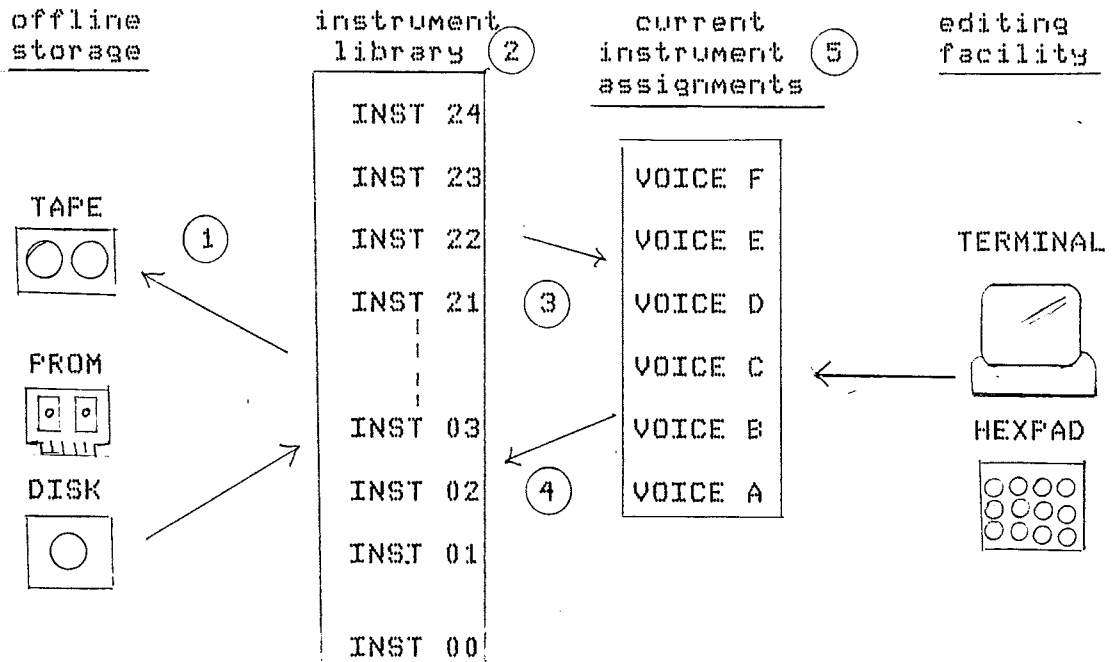 offline
storage
instrument
library 2
current
instrument 5
assignments
editing
facility
TAPE
PROM
DISK
1
INST 24
INST 23
INST 22
INST 21
INST 03
INST 02
INST 01
INST 00
3
4
VOICE F
VOICE E
VOICE D
VOICE C
VOICE B
VOICE A
TERMINAL
HEXPAD